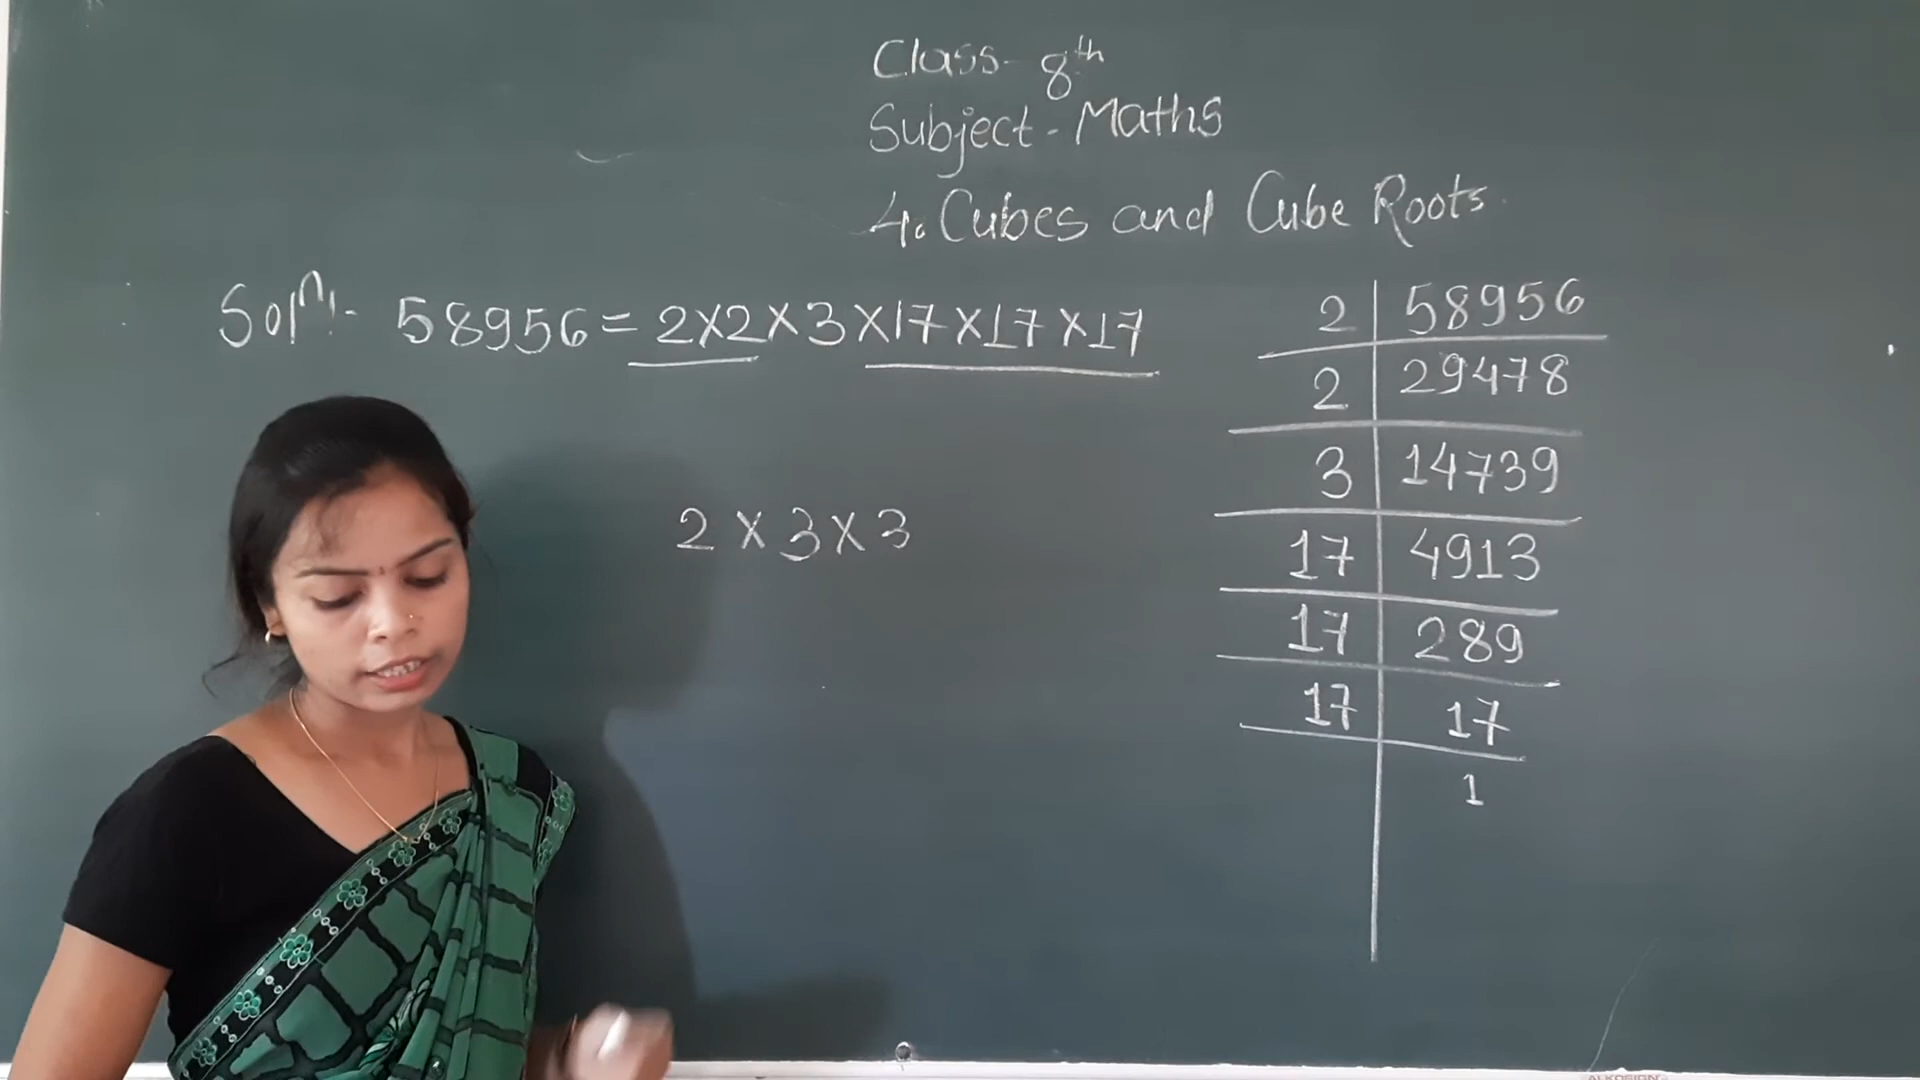 Class- 8th
Subject - Maths
4. Cubes and Cube Roots.
Solⁿ:- 58956 = 2X2X3X17X17X17
2 X 3 X 3
2 | 58956
2 | 29478
3 | 14739
17 | 4913
17 | 289
17 | 17
1